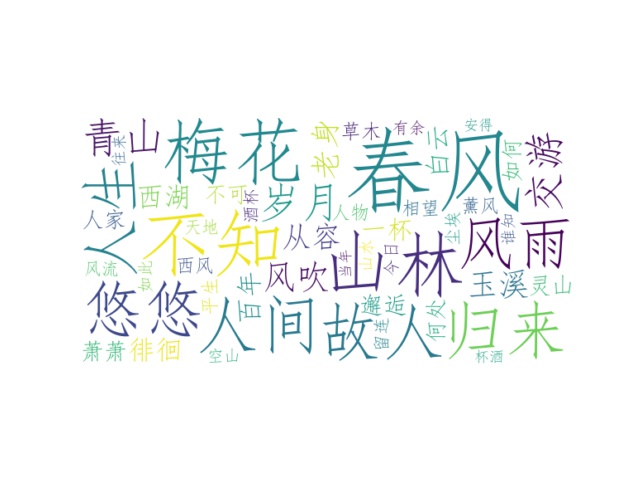 青山
往来
梅花
老身
草木
有余
安得
春风
白云
如何
交游
人生
西湖
不可
酒杯
岁月
人物
相望
薰风
尘埃
谁知
人家
天地
不知
从容
一杯
山水
今日
山林
风雨
风流
如此
西风
平生
百年
风吹
当年
玉溪
灵山
悠悠
人间
邂逅
留连
故人
何处
归来
萧萧
徘徊
空山
杯酒